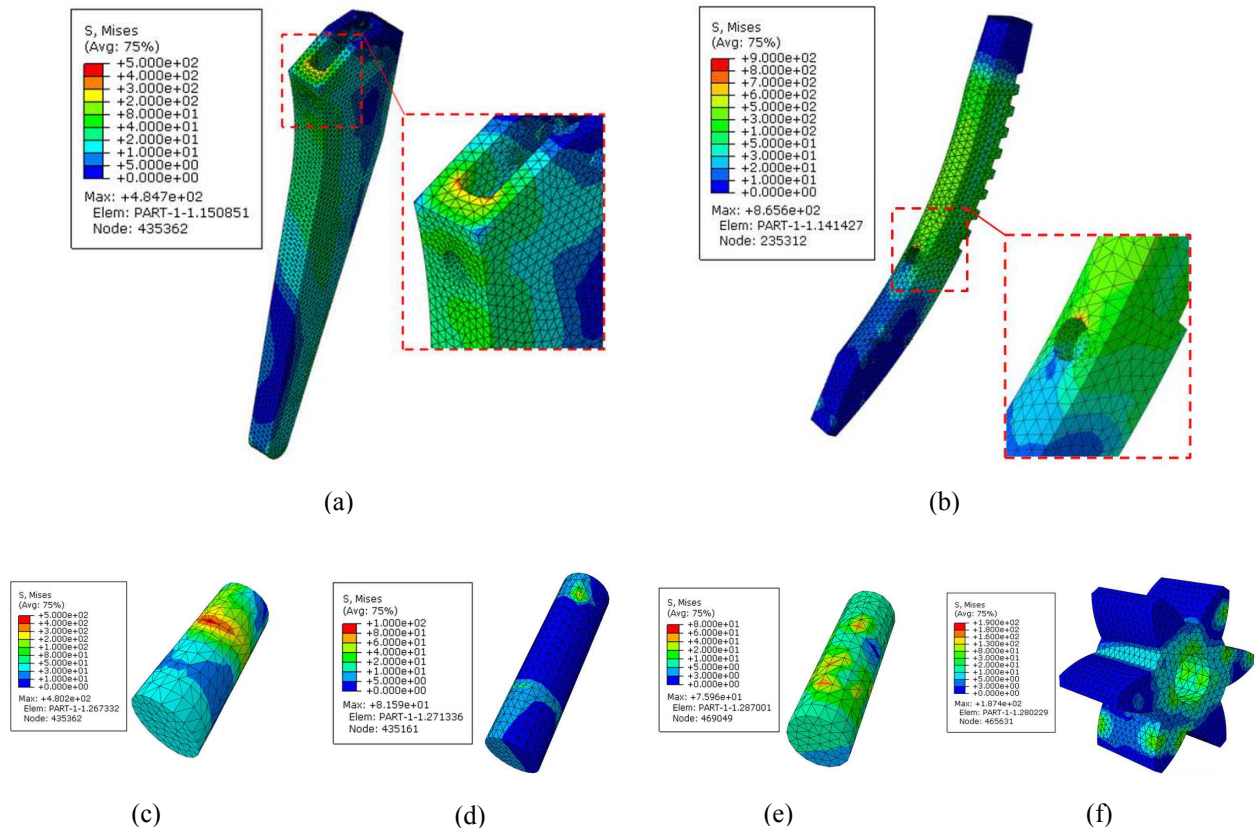 S, Mises
(Avg: 75%)
+5.000e+02
+4.000e+02
+3.000e+02
+2.000e+02
+8.000e+01
+4.000e+01
+2.000e+01
+1.000e+01
+5.000e+00
+0.000e+00
Max: +4.847e+02
Elem: PART-1-1.150851
Node: 435362
(a)
S, Mises
(Avg: 75%)
+9.000e+02
+8.000e+02
+7.000e+02
+6.000e+02
+5.000e+02
+3.000e+02
+1.000e+02
+5.000e+01
+3.000e+01
+2.000e+01
+1.000e+01
+0.000e+00
Max: +8.656e+02
Elem: PART-1-1.141427
Node: 235312
(b)
S, Mises
(Avg: 75%)
+5.000e+02
+4.000e+02
+3.000e+02
+2.000e+02
+1.000e+02
+8.000e+01
+5.000e+01
+3.000e+01
+1.000e+01
+0.000e+00
Max: +4.802e+02
Elem: PART-1-1.267332
Node: 435362
(c)
S, Mises
(Avg: 75%)
+1.000e+02
+8.000e+01
+6.000e+01
+4.000e+01
+2.000e+01
+1.000e+01
+5.000e+00
+0.000e+00
Max: +8.159e+01
Elem: PART-1-1.271336
Node: 435161
(d)
S, Mises
(Avg: 75%)
+8.000e+01
+6.000e+01
+4.000e+01
+2.000e+01
+1.000e+01
+5.000e+00
+3.000e+00
+0.000e+00
Max: +7.596e+01
Elem: PART-1-1.287001
Node: 469049
(e)
S, Mises
(Avg: 75%)
+1.900e+02
+1.800e+02
+1.600e+02
+1.300e+02
+8.000e+01
+3.000e+01
+1.000e+01
+5.000e+00
+3.000e+00
+0.000e+00
Max: +1.874e+02
Elem: PART-1-1.280229
Node: 465631
(f)